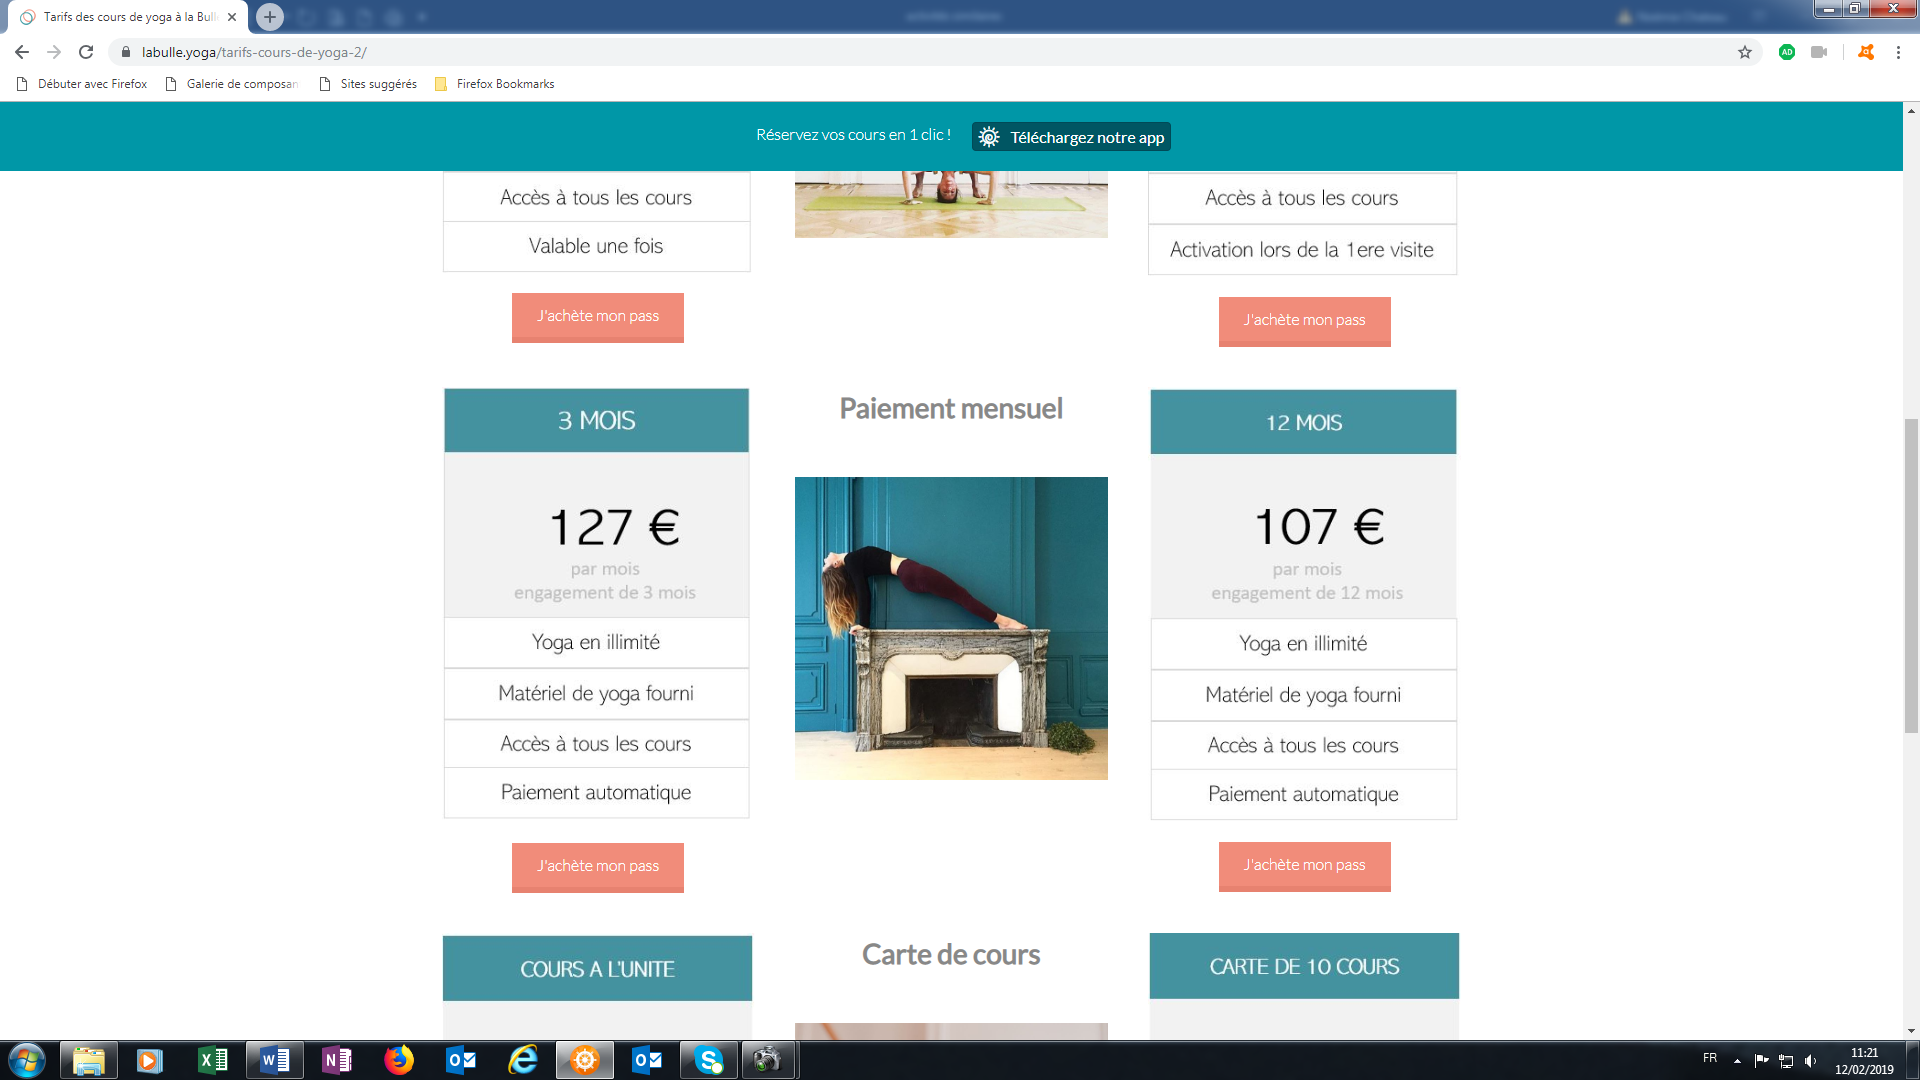 Tarifs des cours de yoga à la Bull
labulle.yoga/tarifs-cours-de-yoga-2/
Débuter avec Firefox
Galerie de composan
Sites suggérés
Firefox Bookmarks
Réservez vos cours en 1 clic !
Téléchargez notre app
Accès à tous les cours
Valable une fois
J'achète mon pass
Accès à tous les cours
Activation lors de la 1ere visite
J'achète mon pass
3 MOIS
127 €
par mois
engagement de 3 mois
Yoga en illimité
Matériel de yoga fourni
Accès à tous les cours
Paiement automatique
J'achète mon pass
Paiement mensuel
12 MOIS
107 €
par mois
engagement de 12 mois
Yoga en illimité
Matériel de yoga fourni
Accès à tous les cours
Paiement automatique
J'achète mon pass
COURS A L'UNITE
Carte de cours
CARTE DE 10 COURS
FR
11:21
12/02/2019